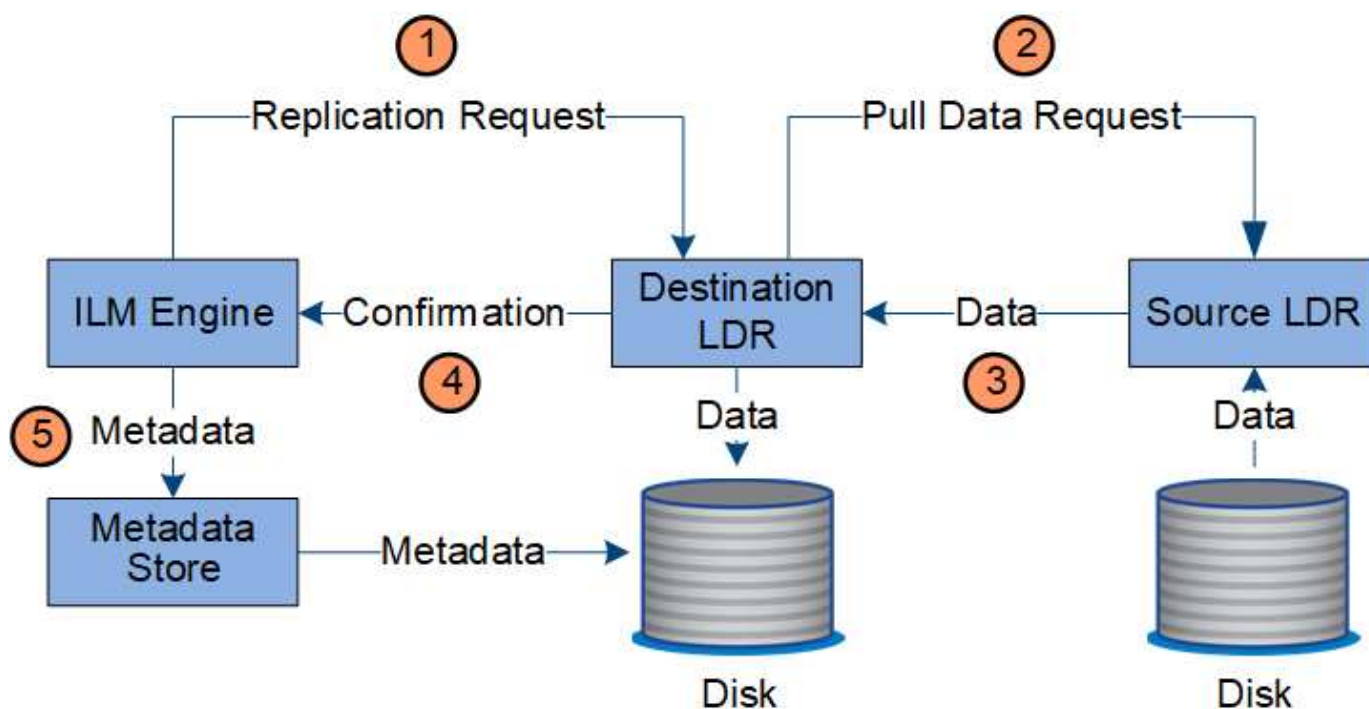 1
2
Replication Request
Pull Data Request
ILM Engine
Confirmation
Destination
LDR
Data
Source LDR
4
3
5
Metadata
Data
Data
Metadata
Store
Metadata
Disk
Disk